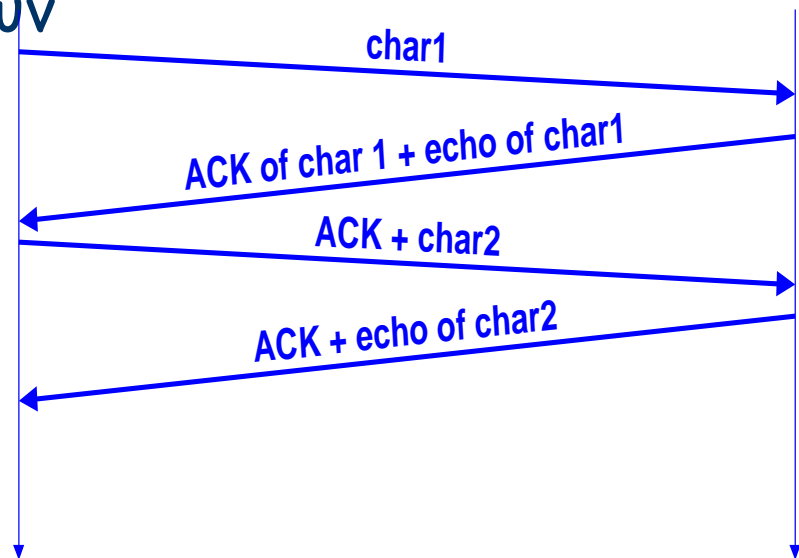 char1
ACK of char 1 + echo of char1
ACK + char2
ACK + echo of char2